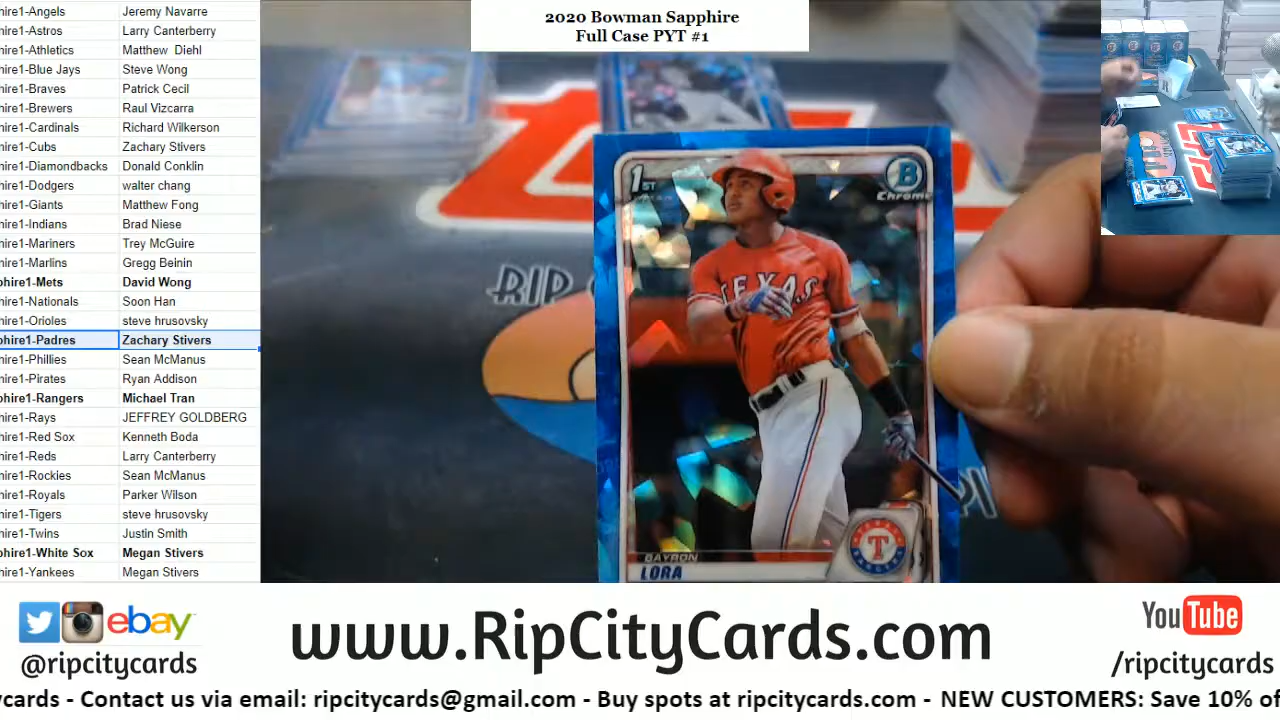 2020 Bowman Sapphire
Full Case PYT #1
hire1-Angels Jeremy Navarre
hire1-Astros Larry Canterberry
hire1-Athletics Matthew Diehl
hire1-Blue Jays Steve Wong
hire1-Braves Patrick Cecil
hire1-Brewers Raul Vizcarra
hire1-Cardinals Richard Wilkerson
hire1-Cubs Zachary Stivers
hire1-Diamondbacks Donald Conklin
hire1-Dodgers walter chang
hire1-Giants Matthew Fong
hire1-Indians Brad Niese
hire1-Mariners Trey McGuire
hire1-Marlins Gregg Beinin
phire1-Mets David Wong
hire1-Nationals Soon Han
hire1-Orioles steve hrusovsky
phire1-Padres Zachary Stivers
hire1-Phillies Sean McManus
hire1-Pirates Ryan Addison
phire1-Rangers Michael Tran
hire1-Rays JEFFREY GOLDBERG
hire1-Red Sox Kenneth Boda
hire1-Reds Larry Canterberry
hire1-Rockies Sean McManus
hire1-Royals Parker Wilson
hire1-Tigers steve hrusovsky
hire1-Twins Justin Smith
phire1-White Sox Megan Stivers
hire1-Yankees Megan Stivers
1ST
B
Chrome
TEXAS
T
BAYRON
LORA
RIP
ebay
@ripcitycards
www.RipCityCards.com
YouTube
/ripcitycards
ycards - Contact us via email: ripcitycards@gmail.com - Buy spots at ripcitycards.com - NEW CUSTOMERS: Save 10% of